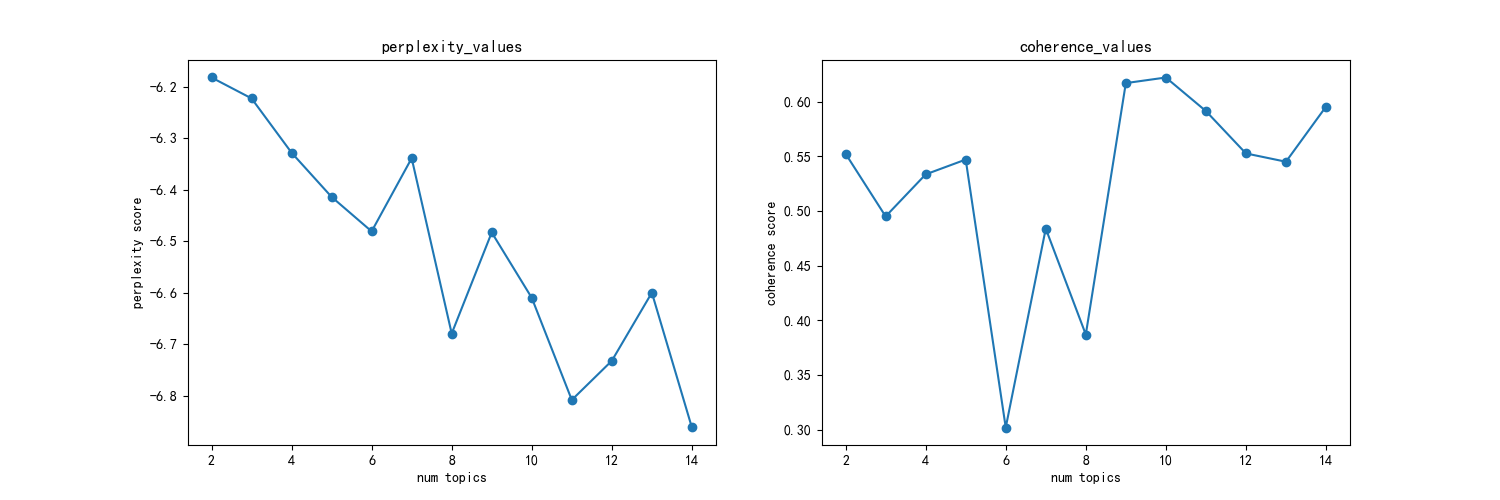 perplexity_values
-6.2
-6.3
-6.4
-6.5
-6.6
-6.7
-6.8
perplexity score
2 4 6 8 10 12 14
num topics
coherence_values
0.60
0.55
0.50
0.45
0.40
0.35
0.30
coherence score
2 4 6 8 10 12 14
num topics